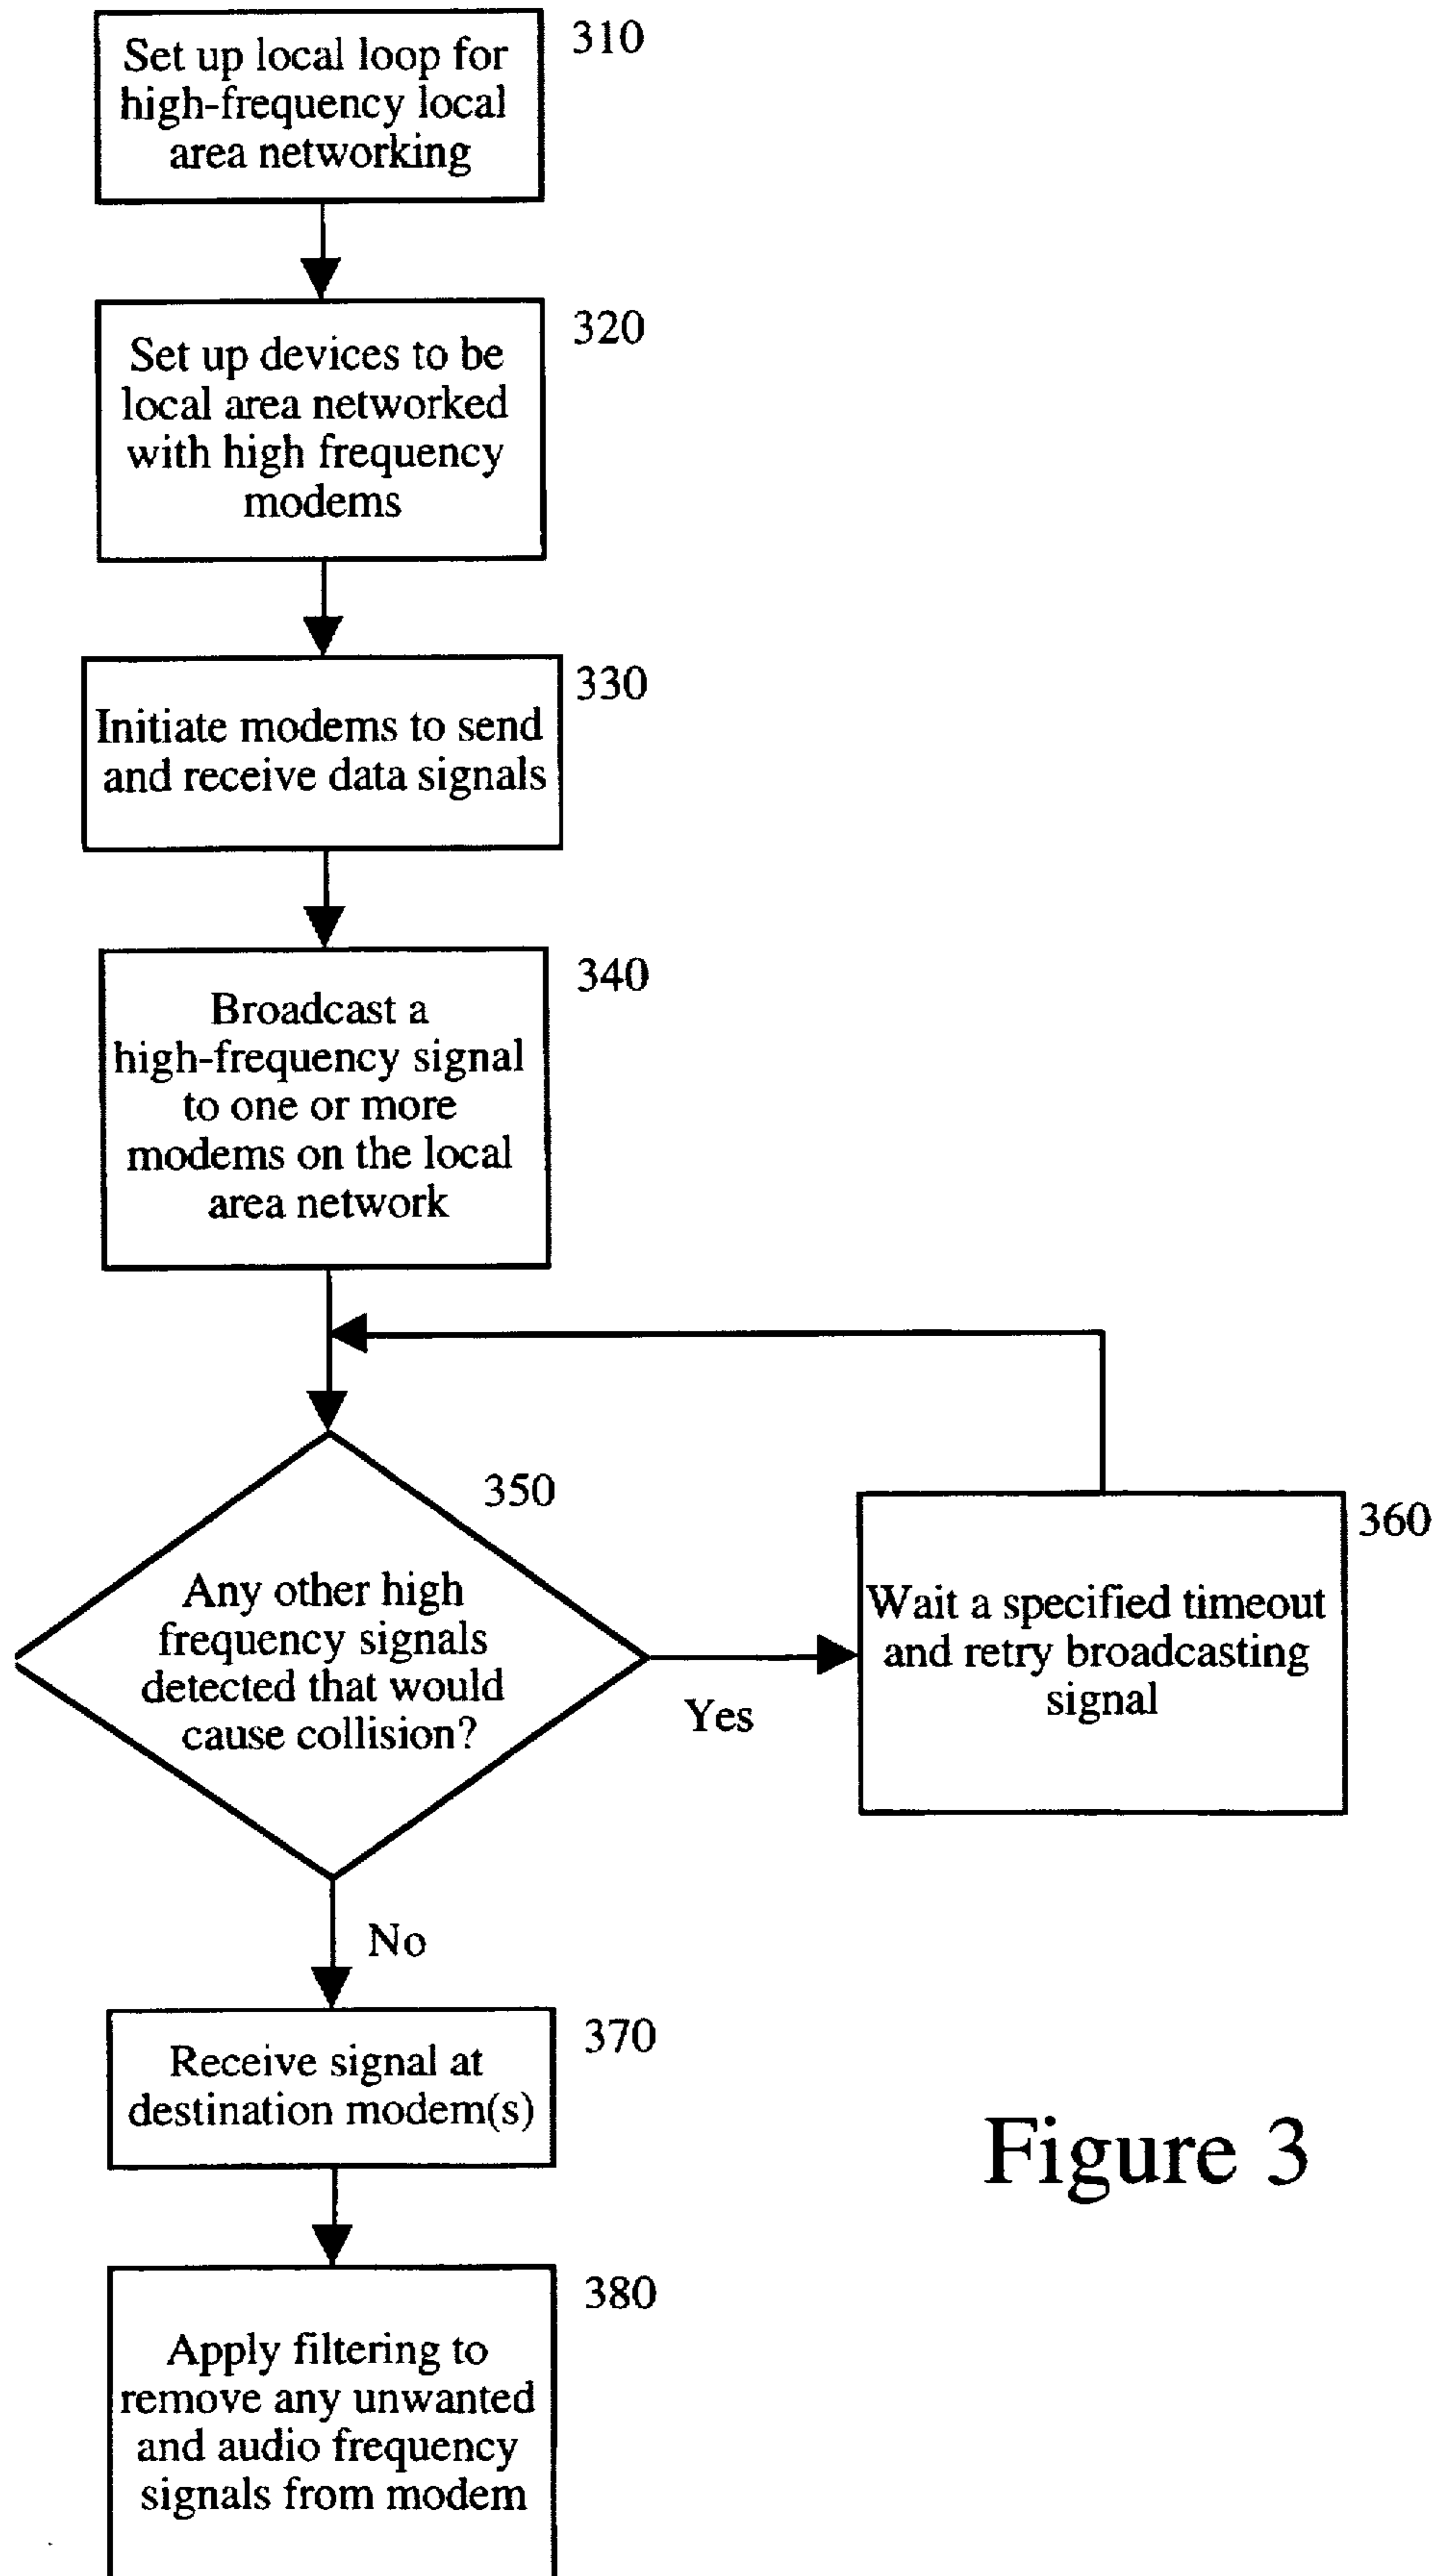 310
Set up local loop for
high-frequency local
area networking
320
Set up devices to be
local area networked
with high frequency
modems
330
Initiate modems to send
and receive data signals
340
Broadcast a
high-frequency signal
to one or more
modems on the local
area network
350
Any other high
frequency signals
detected that would
cause collision?
Yes
360
Wait a specified timeout
and retry broadcasting
signal
No
370
Receive signal at
destination modem(s)
Figure 3
380
Apply filtering to
remove any unwanted
and audio frequency
signals from modem